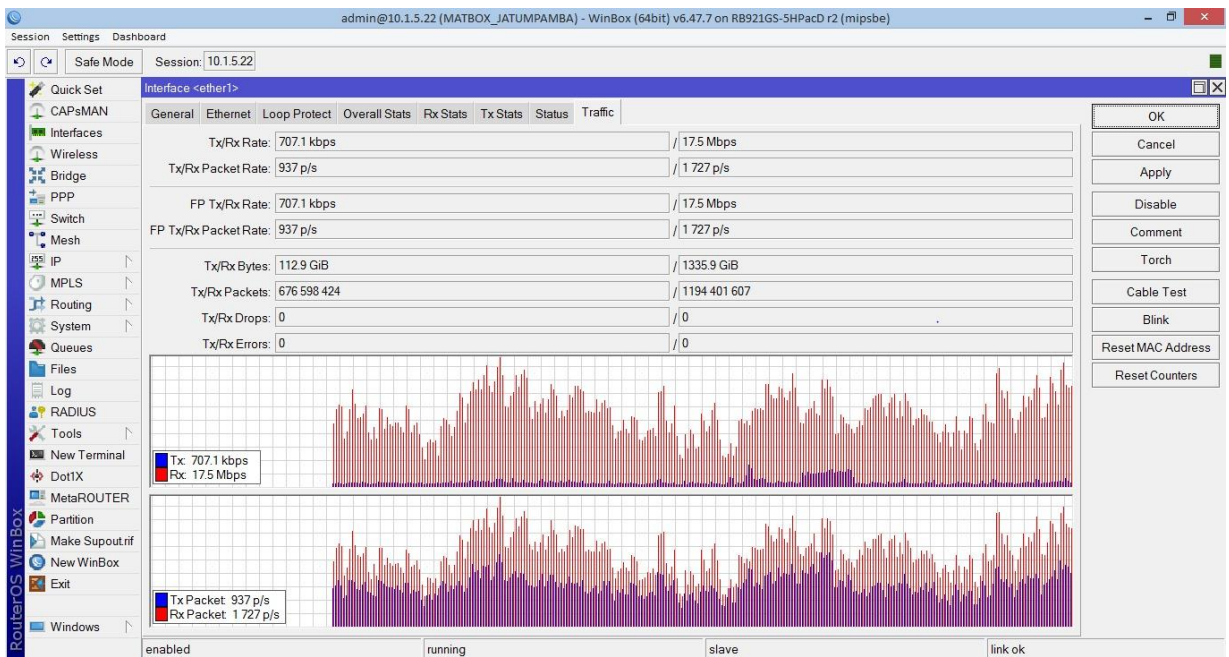 admin@10.1.5.22 (MATBOX_JATUMPAMBA) - WinBox (64bit) v6.47.7 on RB921GS-5HPacD r2 (mipsbe)
Session Settings Dashboard
Safe Mode Session: 10.1.5.22
Quick Set
CAPsMAN
Interfaces
Wireless
Bridge
PPP
Switch
Mesh
IP
MPLS
Routing
System
Queues
Files
Log
RADIUS
Tools
New Terminal
Dot1X
MetaROUTER
Partition
Make Supout.rif
New WinBox
Exit
Windows
RouterOS WinBox
Interface <ether1>
General Ethernet Loop Protect Overall Stats Rx Stats Tx Stats Status Traffic
Tx/Rx Rate: 707.1 kbps / 17.5 Mbps
Tx/Rx Packet Rate: 937 p/s / 1 727 p/s
FP Tx/Rx Rate: 707.1 kbps / 17.5 Mbps
FP Tx/Rx Packet Rate: 937 p/s / 1 727 p/s
Tx/Rx Bytes: 112.9 GiB / 1335.9 GiB
Tx/Rx Packets: 676 598 424 / 1 194 401 607
Tx/Rx Drops: 0 / 0
Tx/Rx Errors: 0 / 0
Tx: 707.1 kbps
Rx: 17.5 Mbps
Tx Packet: 937 p/s
Rx Packet: 1 727 p/s
OK
Cancel
Apply
Disable
Comment
Torch
Cable Test
Blink
Reset MAC Address
Reset Counters
enabled running slave link ok